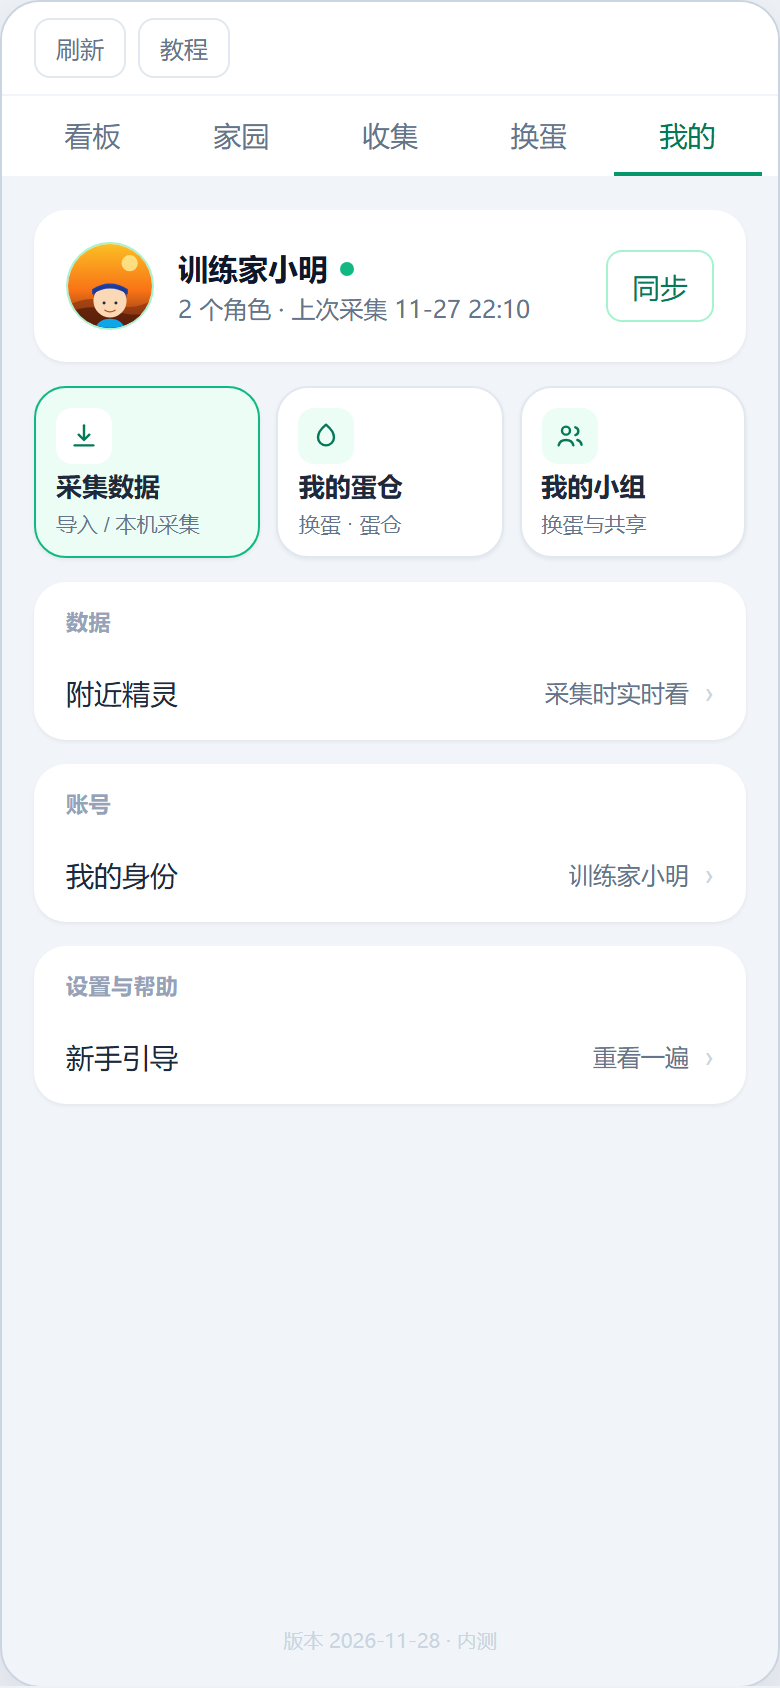 刷新 教程
看板 家园 收集 换蛋 我的
训练家小明
2 个角色 · 上次采集 11-27 22:10
同步
采集数据
导入 / 本机采集
我的蛋仓
换蛋 · 蛋仓
我的小组
换蛋与共享
数据
附近精灵 采集时实时看 ›
账号
我的身份 训练家小明 ›
设置与帮助
新手引导 重看一遍 ›
版本 2026-11-28 · 内测